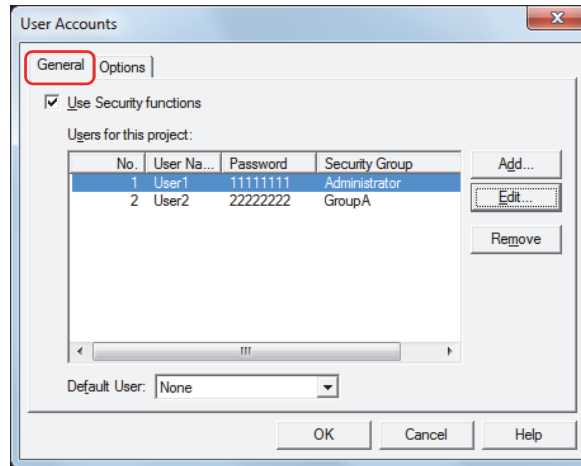 User Accounts
General Options
Use Security functions
Users for this project:
No. User Na... Password Security Group
1 User1 11111111 Administrator
2 User2 22222222 GroupA
Add...
Edit...
Remove
Default User: None
OK Cancel Help